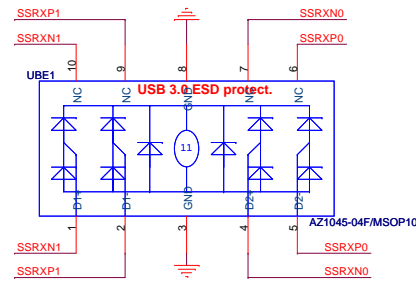 SSRXP1 SSRXN0
SSRXN1 SSRXP0
10 9 8 7 6
UBE1
USB 3.0 ESD protect.
NC NC GND NC NC
11
D1+ D1- GND D2+ D2-
AZ1045-04F/MSOP10
1 2 3 4 5
SSRXN1 SSRXP0
SSRXP1 SSRXN0